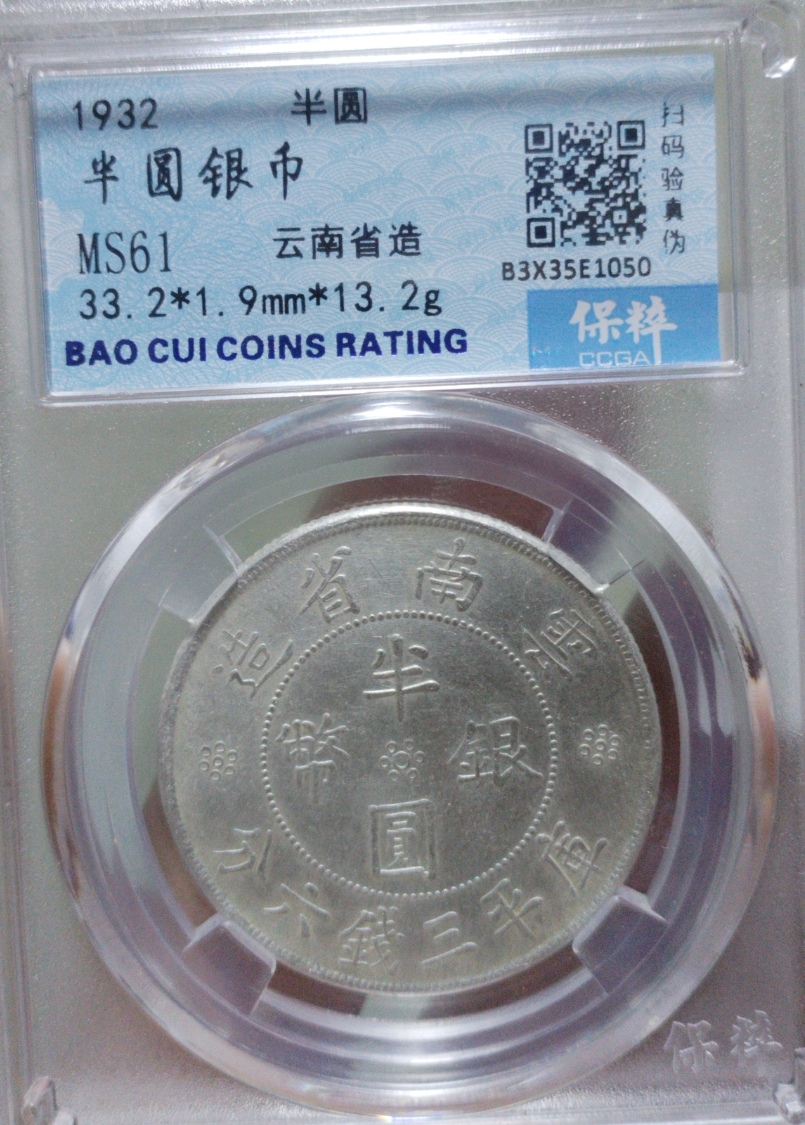 1932 半圆
半圆银币
MS61 云南省造
33.2*1.9mm*13.2g
BAO CUI COINS RATING
扫码验真伪
B3X35E1050
保粹
CCGA
雲南省造
半圓銀幣
庫平三錢六分
保粹